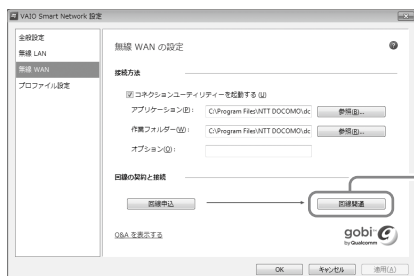 VAIO Smart Network 設定
全般設定
無線 LAN
無線 WAN
プロファイル設定
無線 WAN の設定
接続方法
コネクションユーティリティーを起動する (U)
アプリケーション(P): C:\Program Files\NTT DOCOMO\dc 参照(B)...
作業フォルダー(W): C:\Program Files\NTT DOCOMO\dc 参照(R)...
オプション(O):
回線の契約と接続
回線申込 回線開通
Q&A を表示する
gobi™
by Qualcomm
OK キャンセル 適用(A)